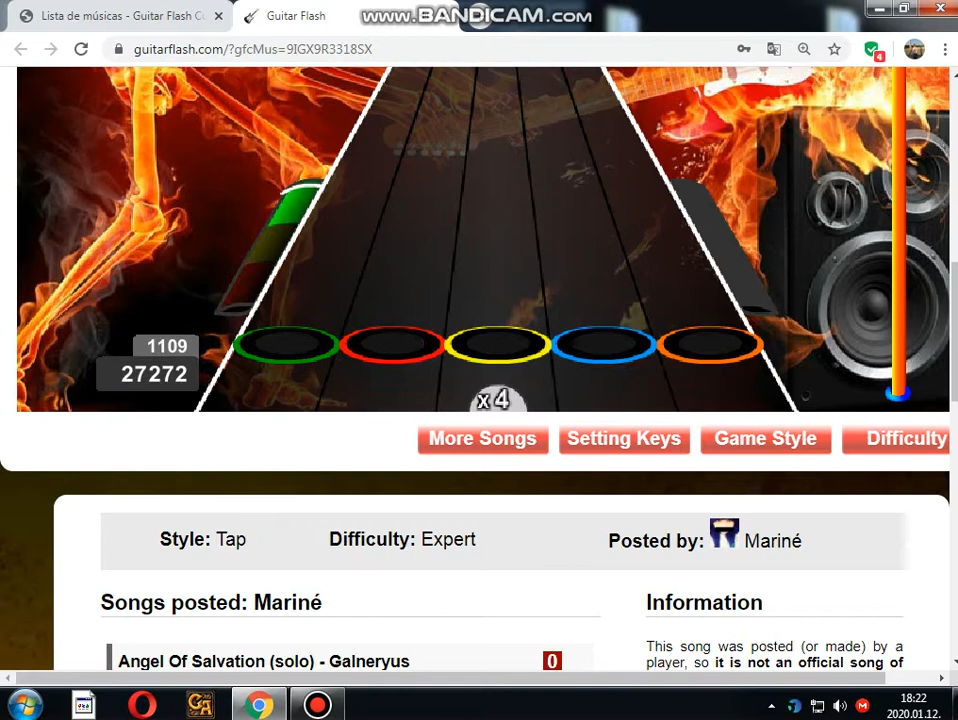 Lista de músicas - Guitar Flash Cu
Guitar Flash
WWW.BANDICAM.COM
guitarflash.com/?gfcMus=9IGX9R3318SX
4
1109
27272
x 4
More Songs
Setting Keys
Game Style
Difficulty
Style: Tap
Difficulty: Expert
Posted by: Mariné
Songs posted: Mariné
Information
This song was posted (or made) by a
player, so it is not an official song of
Angel Of Salvation (solo) - Galneryus
0
18:22
2020.01.12.